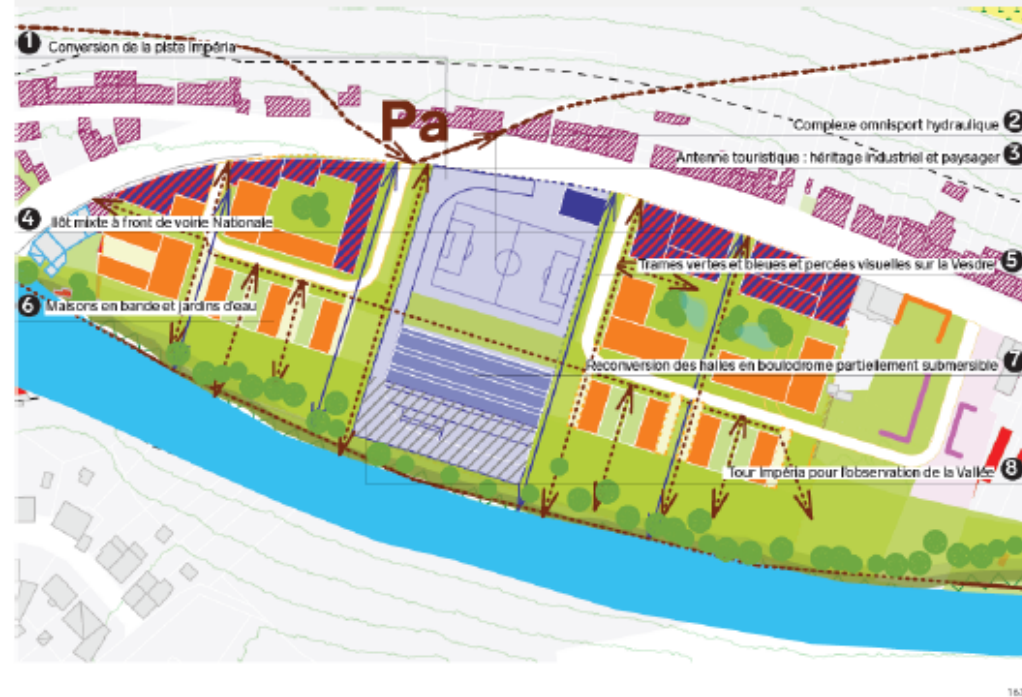 1 Conversion de la piste Impéria
Pa
Complexe omnisport hydraulique 2
Antenne touristique : héritage industriel et paysager 3
4 Ilôt mixte à front de voirie Nationale
Trames vertes et bleues et percées visuelles sur la Vesdre 5
6 Maisons en bande et jardins d'eau
Reconversion des halles en boulodrome partiellement submersible 7
Tour Impéria pour l'observation de la Vallée 8